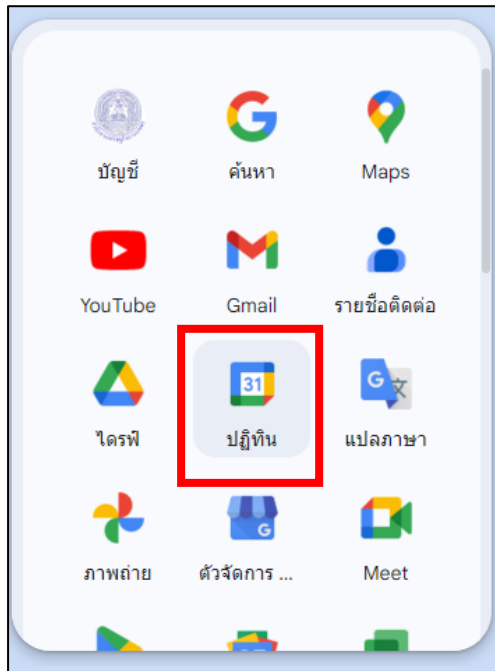 บัญชี
ค้นหา
Maps
YouTube
Gmail
รายชื่อติดต่อ
ไดรฟ์
31
ปฏิทิน
G 文
แปลภาษา
ภาพถ่าย
G
ตัวจัดการ ...
Meet